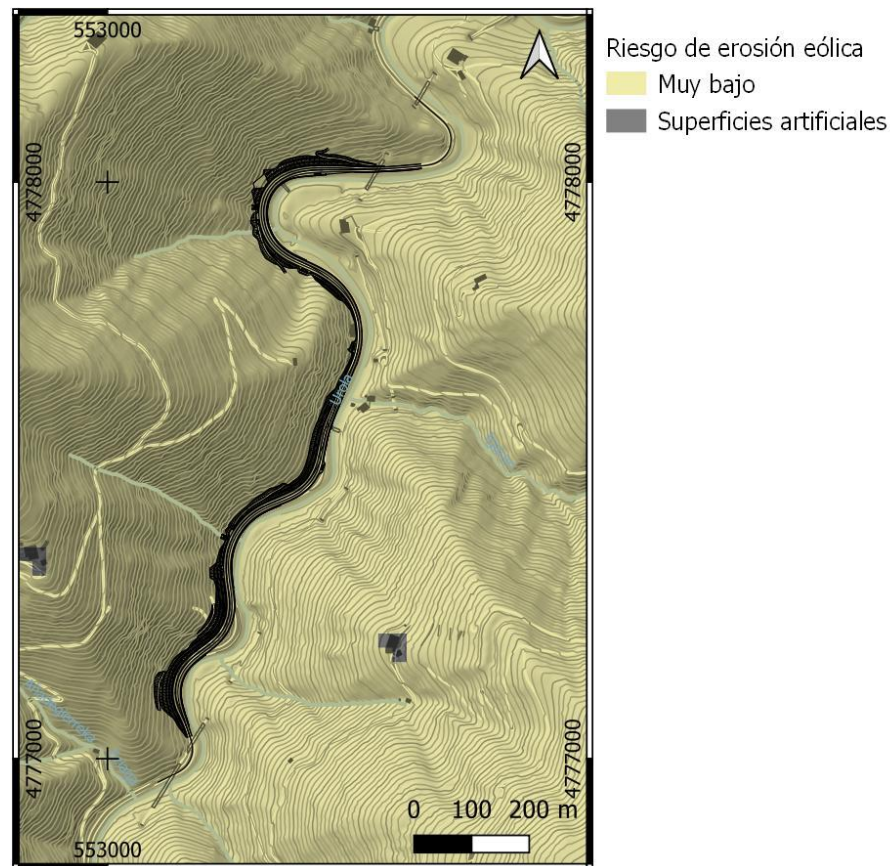 553000
Riesgo de erosión eólica
Muy bajo
Superficies artificiales
4778000
4778000
Urola
4777000
4777000
0 100 200 m
553000